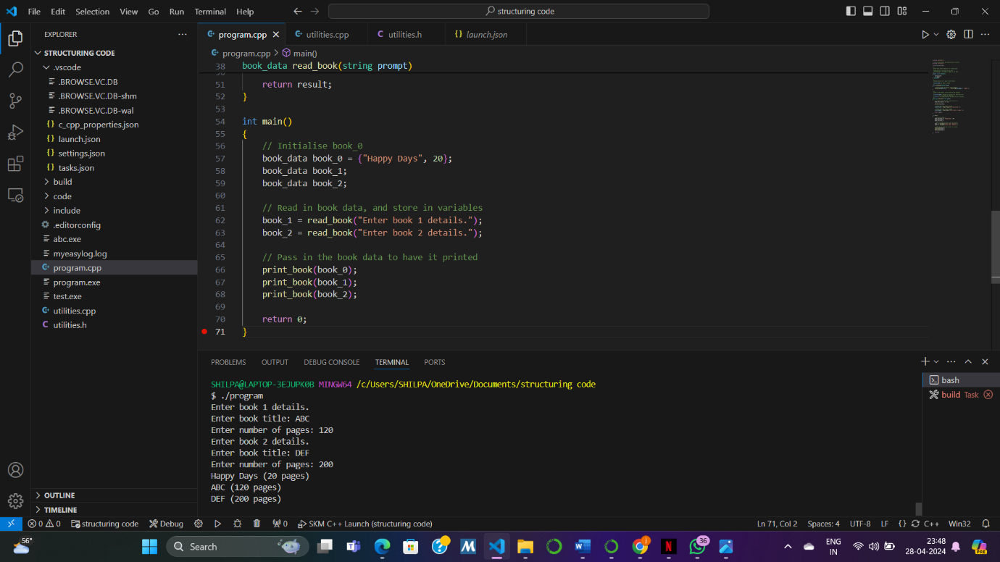 File Edit Selection View Go Run Terminal Help
structuring code
EXPLORER
program.cpp
utilities.cpp
utilities.h
launch.json
STRUCTURING CODE
.vscode
.BROWSE.VC.DB
.BROWSE.VC.DB-shm
.BROWSE.VC.DB-wal
c_cpp_properties.json
launch.json
settings.json
tasks.json
build
code
include
.editorconfig
abc.exe
myeasylog.log
program.cpp
program.exe
test.exe
utilities.cpp
utilities.h
OUTLINE
TIMELINE
program.cpp > main()
38 book_data read_book(string prompt)
51 return result;
52 }
53
54 int main()
55 {
56 // Initialise book_0
57 book_data book_0 = {"Happy Days", 20};
58 book_data book_1;
59 book_data book_2;
60
61 // Read in book data, and store in variables
62 book_1 = read_book("Enter book 1 details.");
63 book_2 = read_book("Enter book 2 details.");
64
65 // Pass in the book data to have it printed
66 print_book(book_0);
67 print_book(book_1);
68 print_book(book_2);
69
70 return 0;
71 }
PROBLEMS OUTPUT DEBUG CONSOLE TERMINAL PORTS
SHILPA@LAPTOP-3EJUPK0B MINGW64 /c/Users/SHILPA/OneDrive/Documents/structuring code
$ ./program
Enter book 1 details.
Enter book title: ABC
Enter number of pages: 120
Enter book 2 details.
Enter book title: DEF
Enter number of pages: 200
Happy Days (20 pages)
ABC (120 pages)
DEF (200 pages)
bash
build Task
0 0 structuring code Debug 0 SKM C++ Launch (structuring code) Ln 71, Col 2 Spaces: 4 UTF-8 LF {} C++ Win32
56°
Search
36
ENG
IN
23:48
28-04-2024
PRE